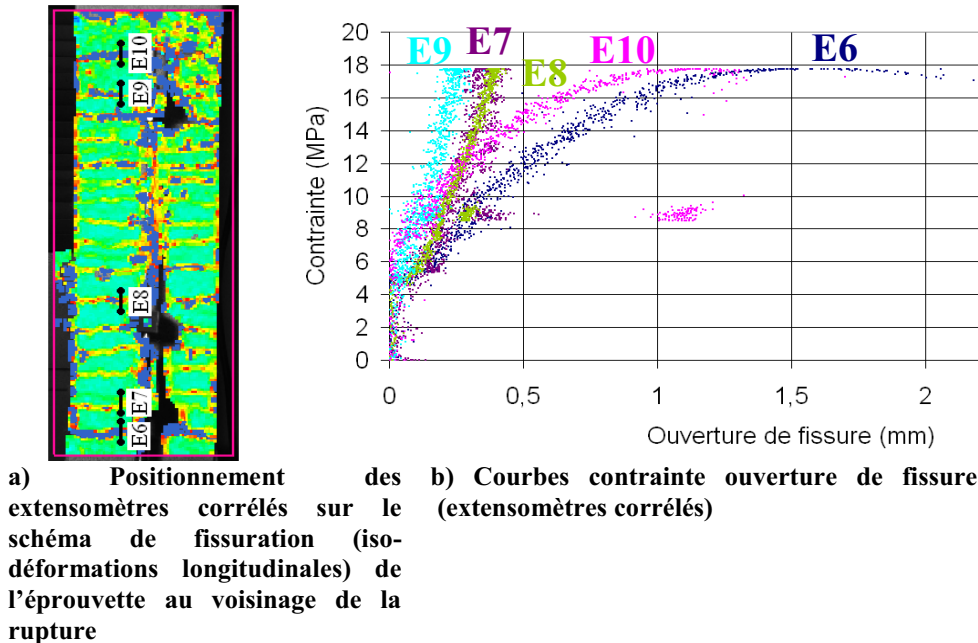 E10
E9
E8
E7
E6
20
18
16
14
12
10
8
6
4
2
0
Contrainte (MPa)
E9
E7
E8
E10
E6
0
0,5
1
1,5
2
Ouverture de fissure (mm)
a) Positionnement des
extensomètres corrélés sur le
schéma de fissuration (iso-
déformations longitudinales) de
l’éprouvette au voisinage de la
rupture
b) Courbes contrainte ouverture de fissure
(extensomètres corrélés)